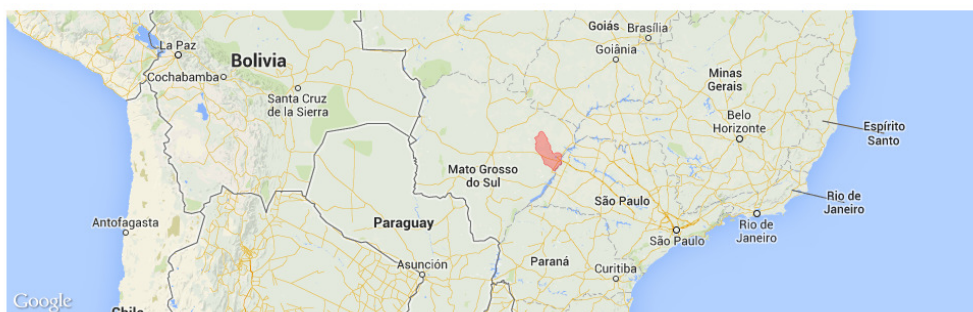 Goiás
Brasília
La Paz
Goiânia
Bolivia
Cochabamba
Minas
Gerais
Santa Cruz
de la Sierra
Belo
Horizonte
Espírito
Santo
Mato Grosso
do Sul
São Paulo
Rio de
Janeiro
Antofagasta
Paraguay
São Paulo
Rio de
Janeiro
Asunción
Paraná
Curitiba
Google
Chile